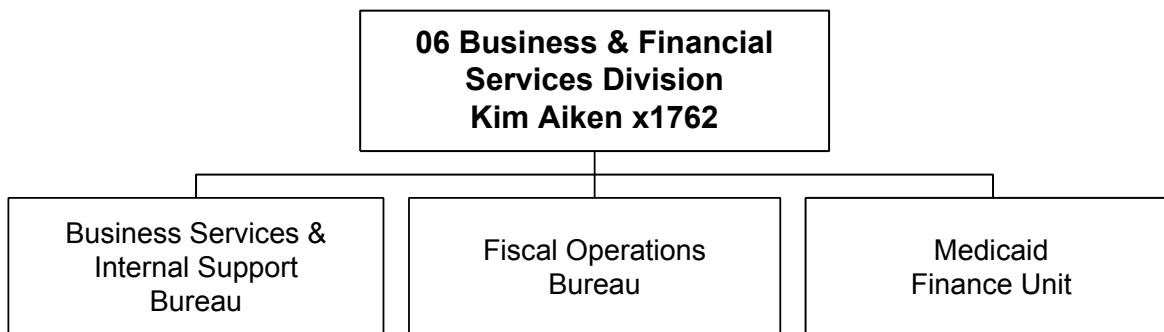 06 Business & Financial
Services Division
Kim Aiken x1762
Business Services &
Internal Support
Bureau
Fiscal Operations
Bureau
Medicaid
Finance Unit